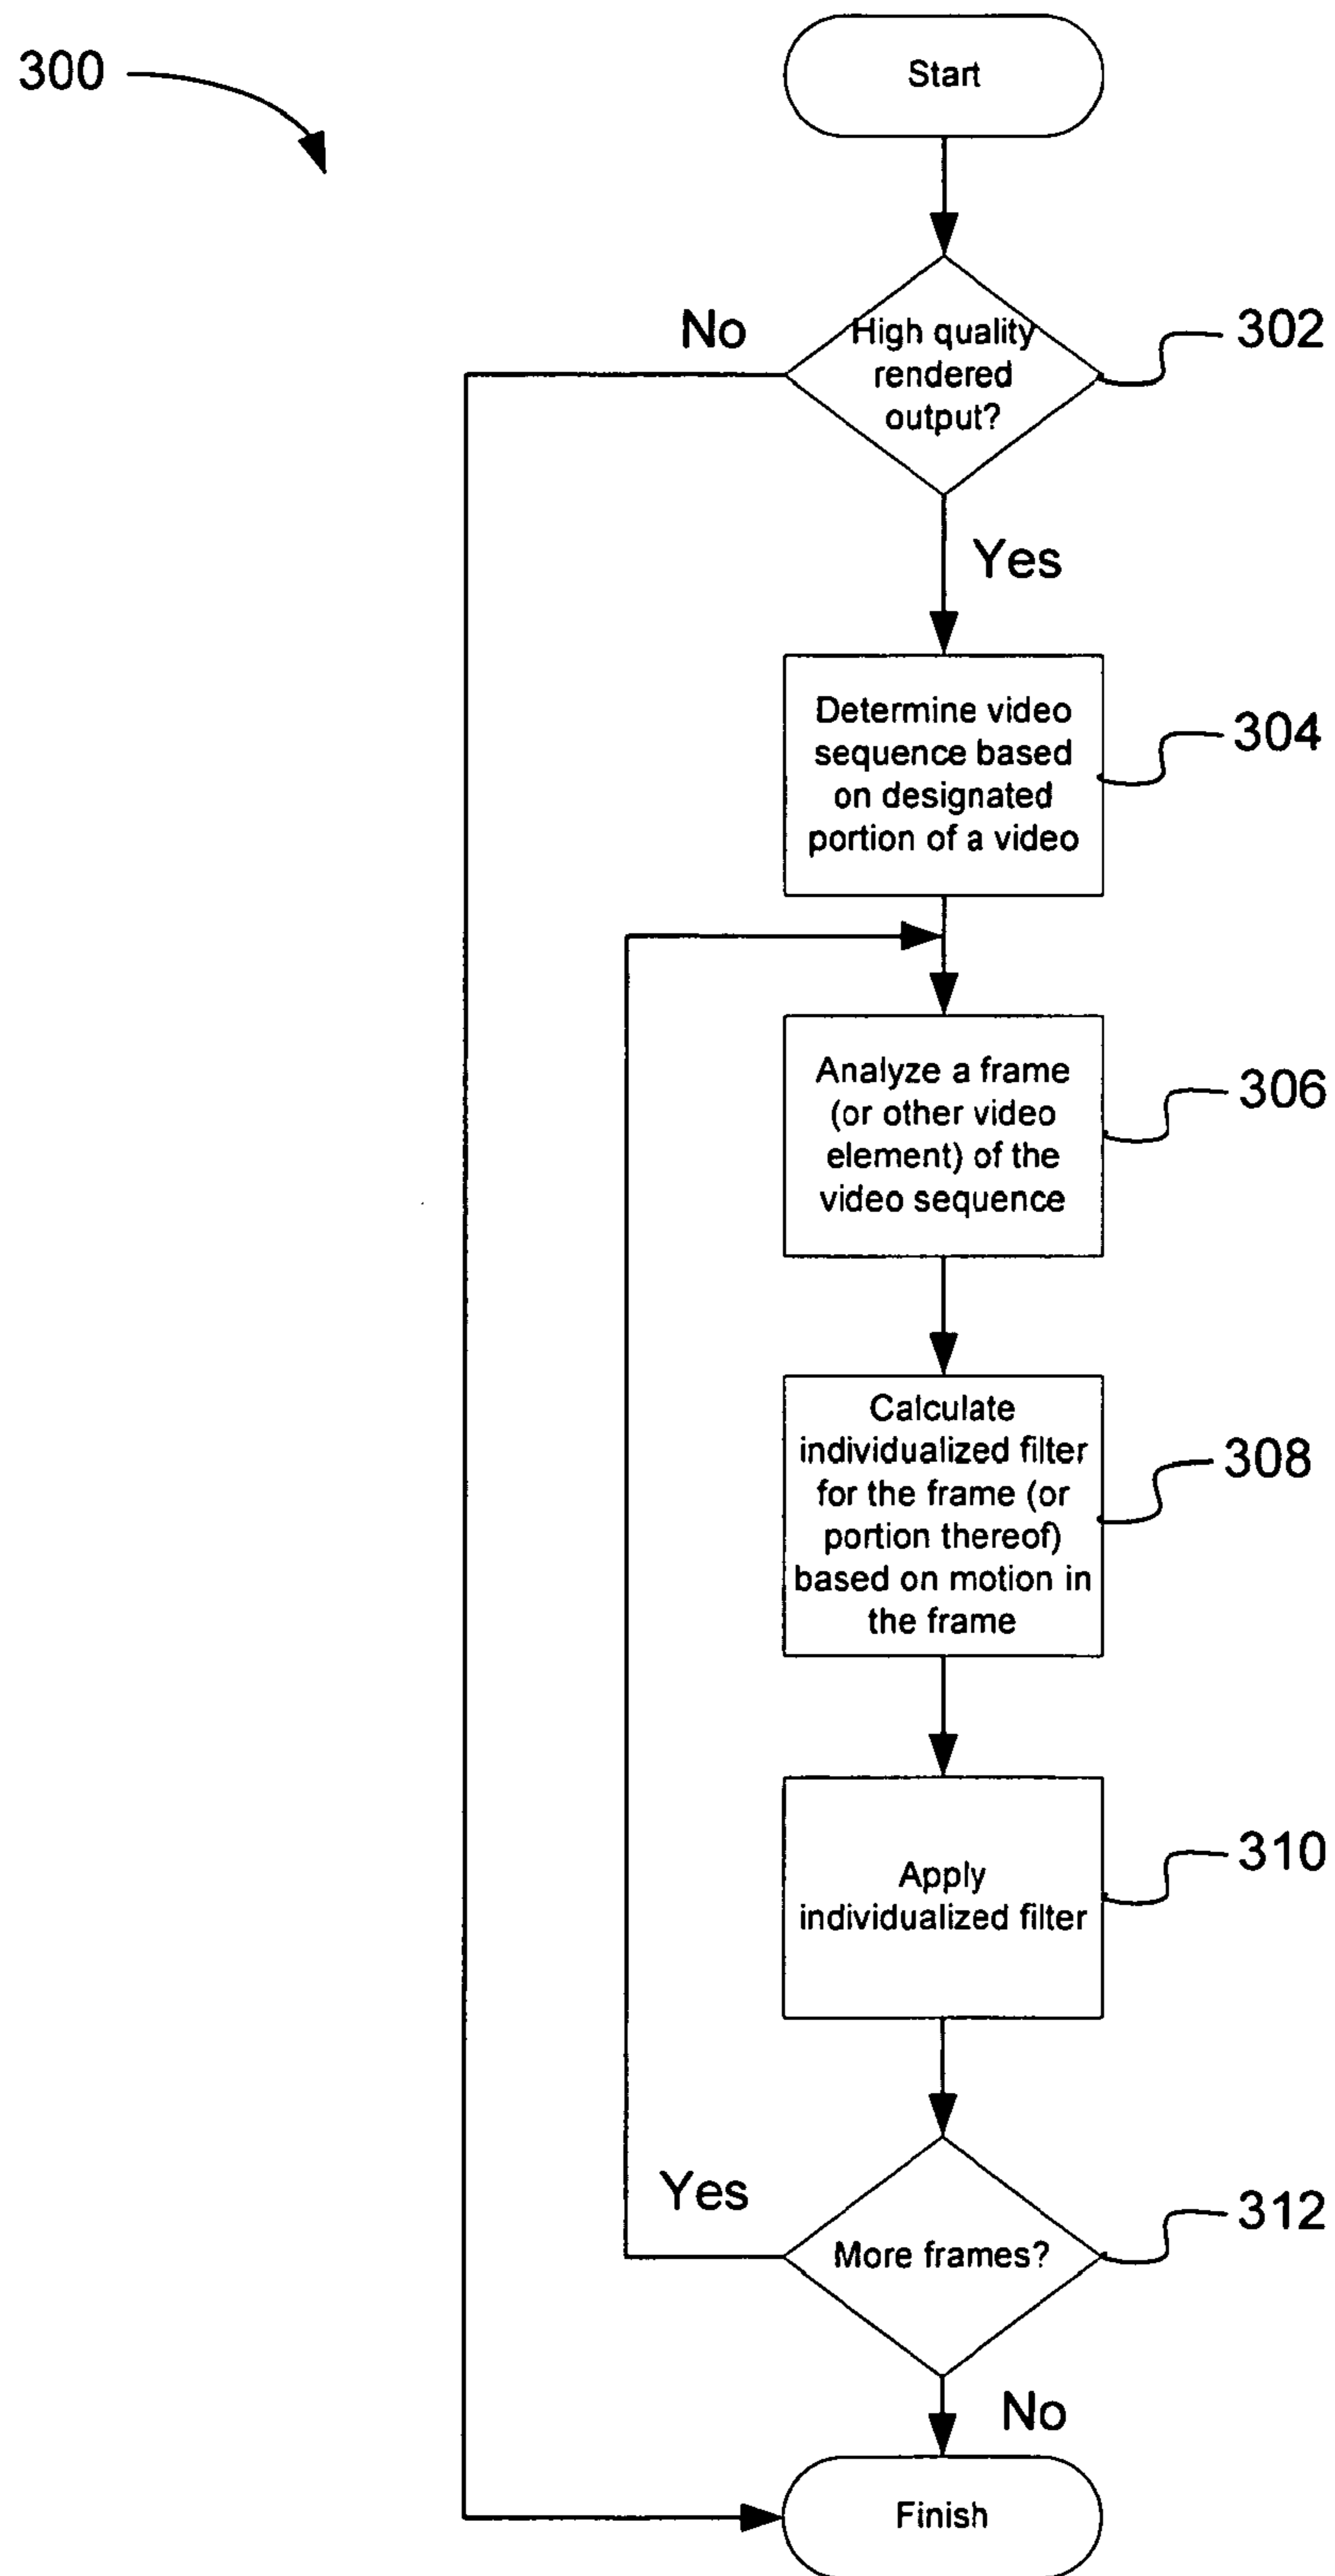 300
Start
No
High quality
rendered
output?
302
Yes
Determine video
sequence based
on designated
portion of a video
304
Analyze a frame
(or other video
element) of the
video sequence
306
Calculate
individualized filter
for the frame (or
portion thereof)
based on motion in
the frame
308
Apply
individualized filter
310
Yes
More frames?
312
No
Finish